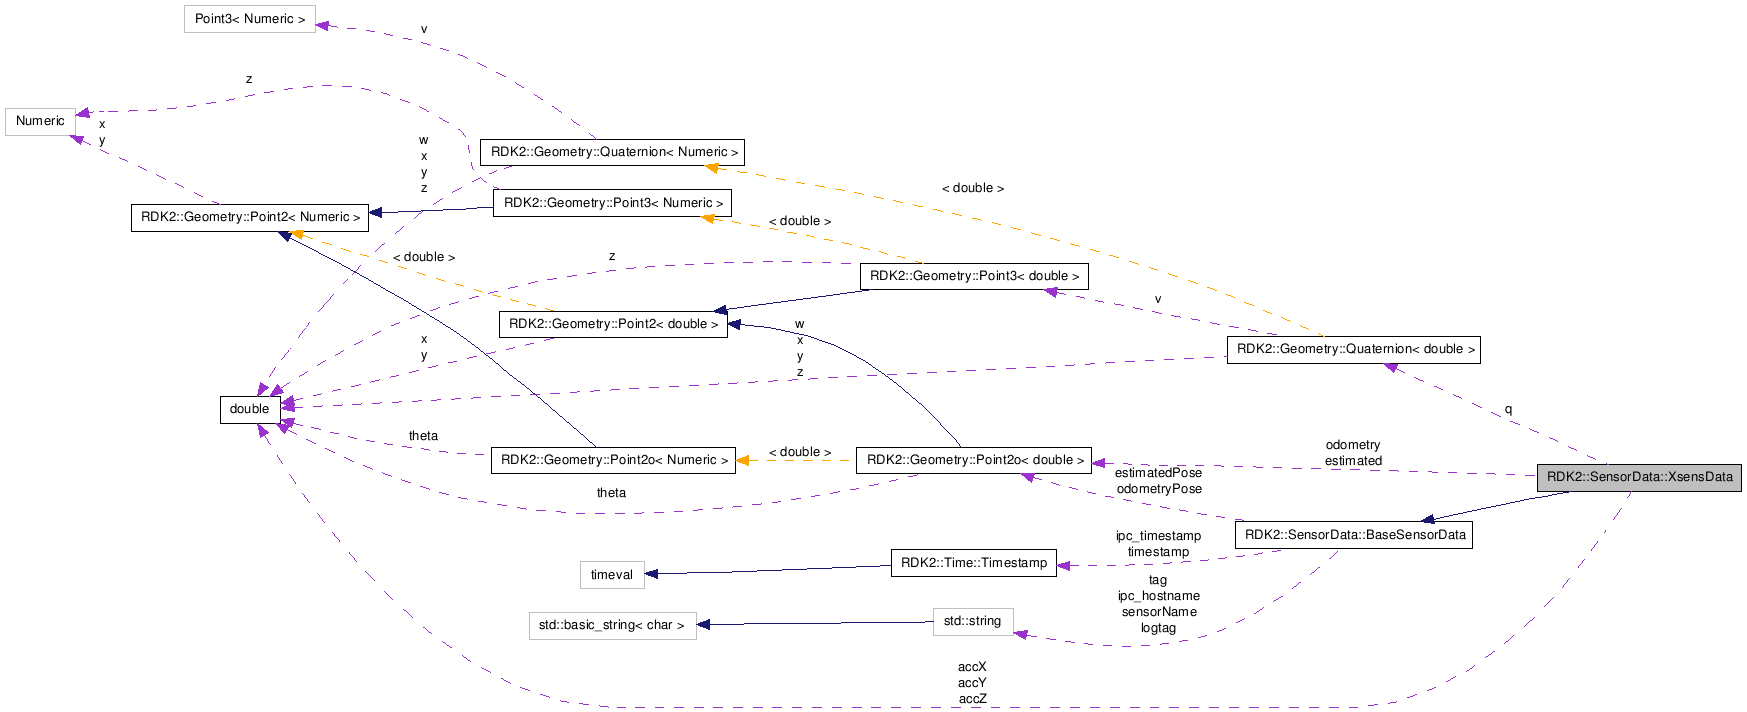 Point3< Numeric >
v
z
Numeric
x
y
w
x
y
z
RDK2::Geometry::Quaternion< Numeric >
< double >
RDK2::Geometry::Point3< Numeric >
RDK2::Geometry::Point2< Numeric >
< double >
< double >
z
RDK2::Geometry::Point3< double >
v
RDK2::Geometry::Point2< double >
x
y
w
x
y
z
RDK2::Geometry::Quaternion< double >
double
q
theta
RDK2::Geometry::Point2o< Numeric >
< double >
RDK2::Geometry::Point2o< double >
odometry
estimated
RDK2::SensorData::XsensData
estimatedPose
odometryPose
theta
RDK2::SensorData::BaseSensorData
ipc_timestamp
timestamp
RDK2::Time::Timestamp
timeval
tag
ipc_hostname
sensorName
logtag
std::string
std::basic_string< char >
accX
accY
accZ